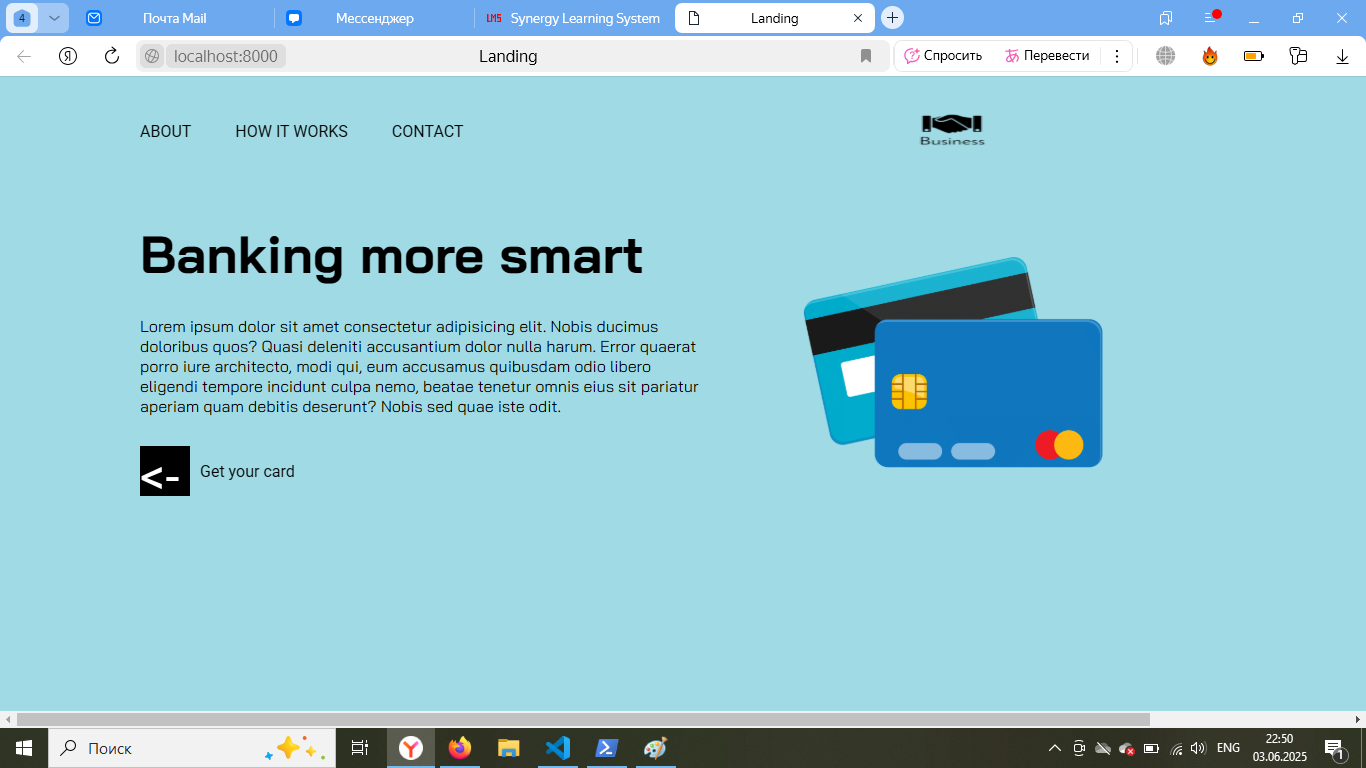 4
Почта Mail
Мессенджер
LMS Synergy Learning System
Landing
Я
localhost:8000
Landing
Спросить
Перевести
ABOUT
HOW IT WORKS
CONTACT
Business
Banking more smart
Lorem ipsum dolor sit amet consectetur adipisicing elit. Nobis ducimus
doloribus quos? Quasi deleniti accusantium dolor nulla harum. Error quaerat
porro iure architecto, modi qui, eum accusamus quibusdam odio libero
eligendi tempore incidunt culpa nemo, beatae tenetur omnis eius sit pariatur
aperiam quam debitis deserunt? Nobis sed quae iste odit.
<-
Get your card
Поиск
ENG
22:50
03.06.2025
1